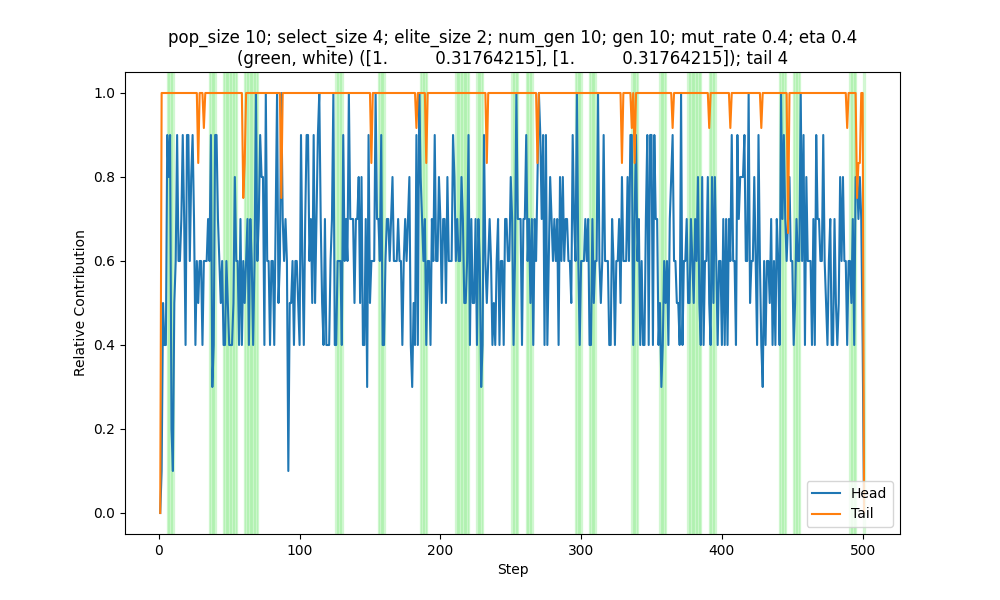 pop_size 10; select_size 4; elite_size 2; num_gen 10; gen 10; mut_rate 0.4; eta 0.4
(green, white) ([1.         0.31764215], [1.         0.31764215]); tail 4
1.0
0.8
0.6
0.4
0.2
0.0
Relative Contribution
Head
Tail
0
100
200
300
400
500
Step